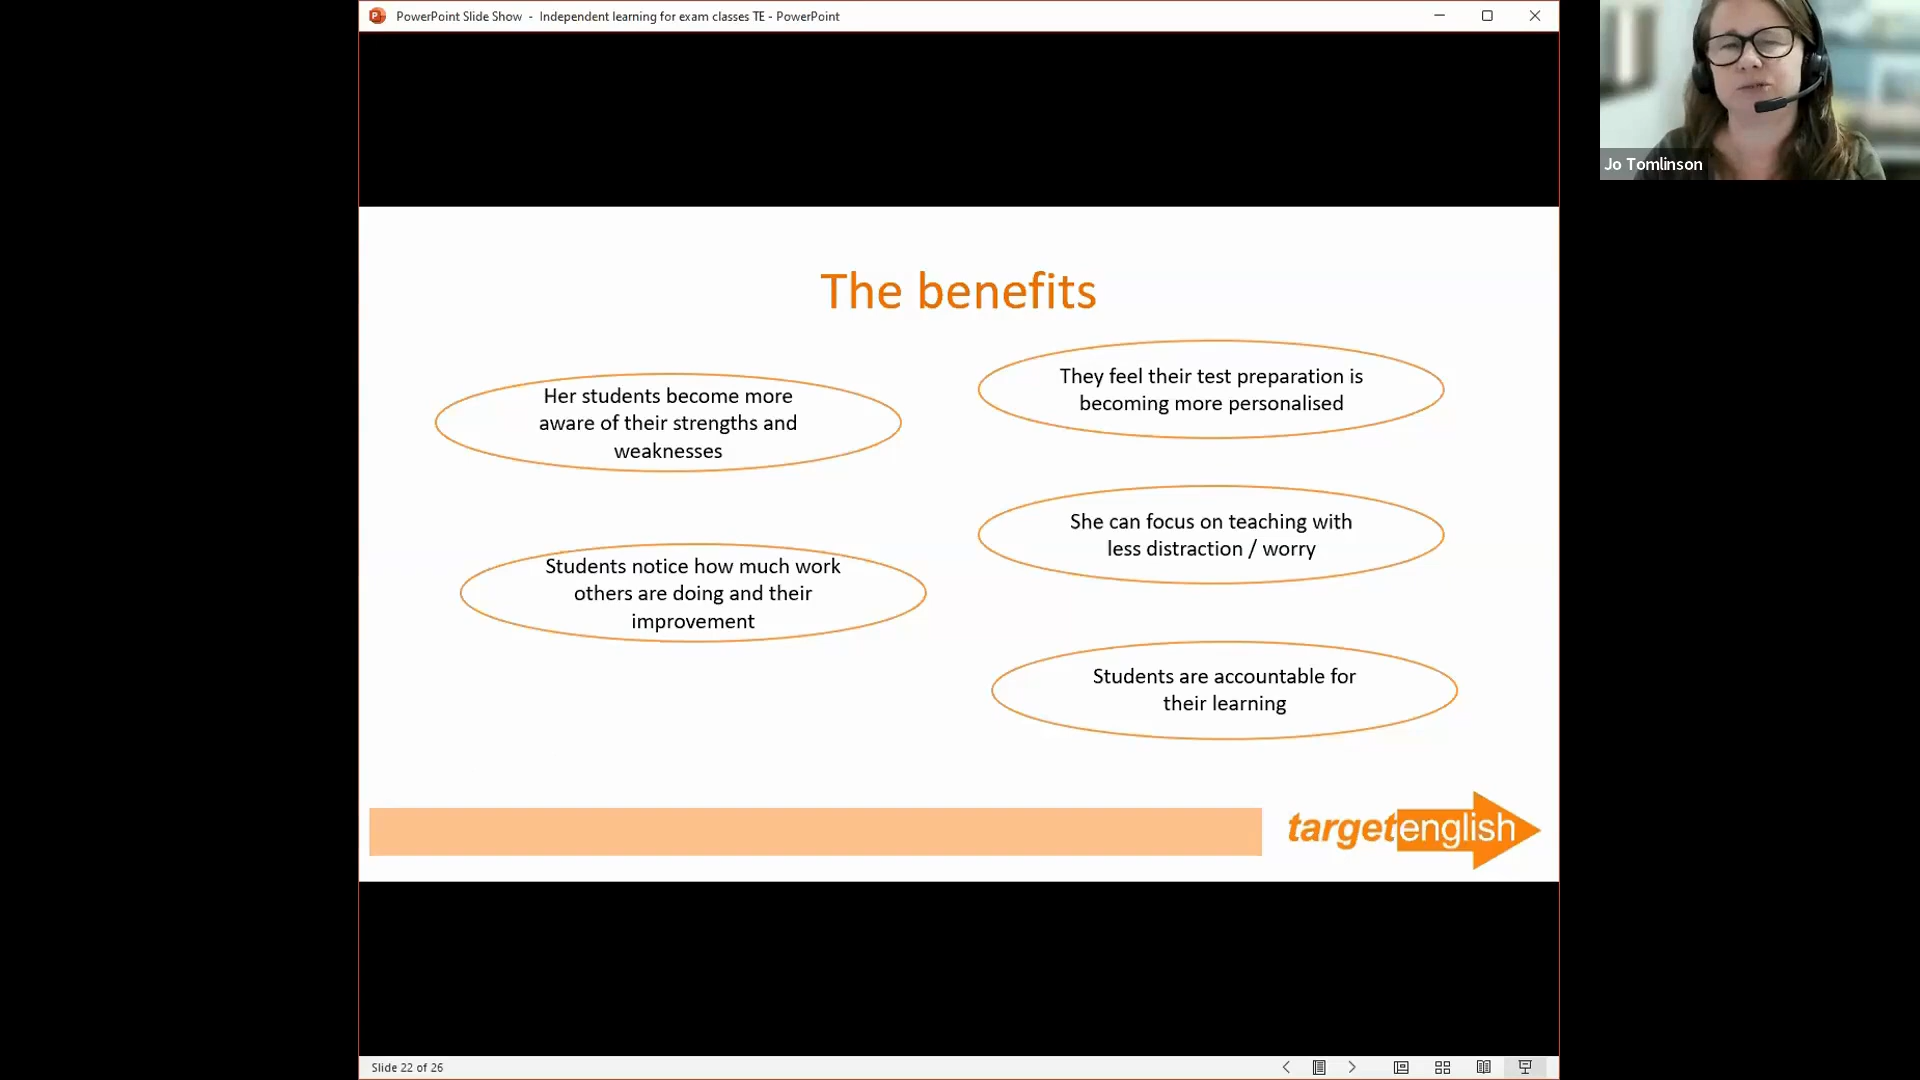 PowerPoint Slide Show - Independent learning for exam classes TE - PowerPoint
Jo Tomlinson
The benefits
Her students become more
aware of their strengths and
weaknesses
They feel their test preparation is
becoming more personalised
Students notice how much work
others are doing and their
improvement
She can focus on teaching with
less distraction / worry
Students are accountable for
their learning
targetenglish
Slide 22 of 26